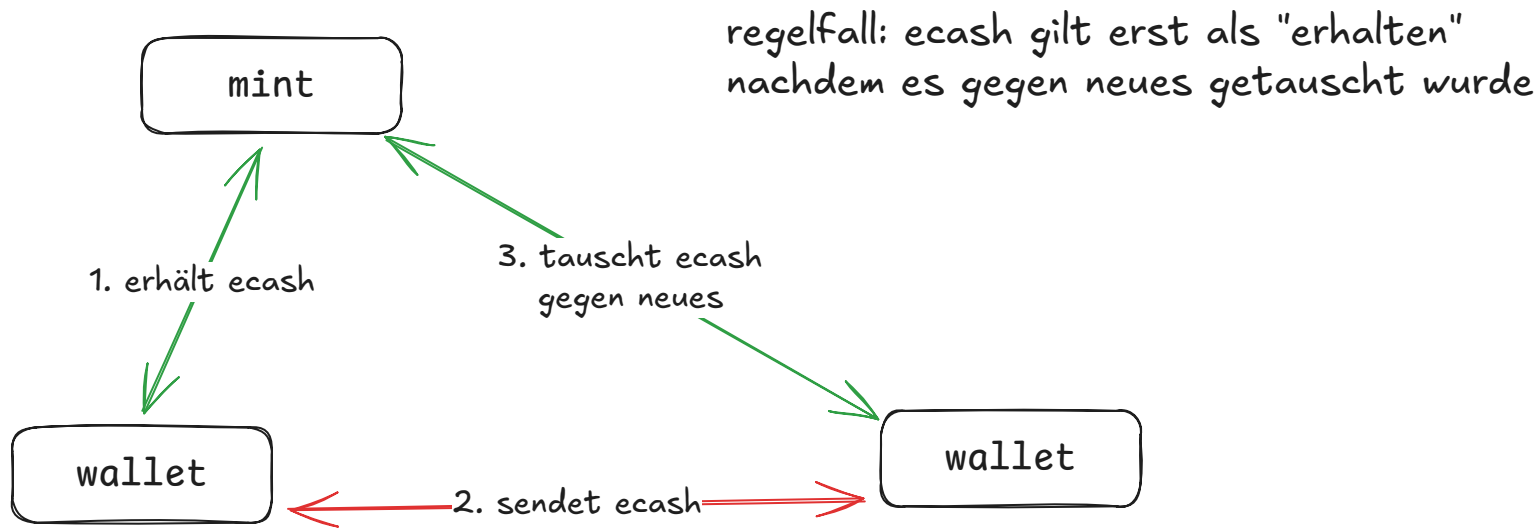 regelfall: ecash gilt erst als "erhalten"
nachdem es gegen neues getauscht wurde
mint
3. tauscht ecash
gegen neues
1. erhält ecash
wallet
wallet
2. sendet ecash